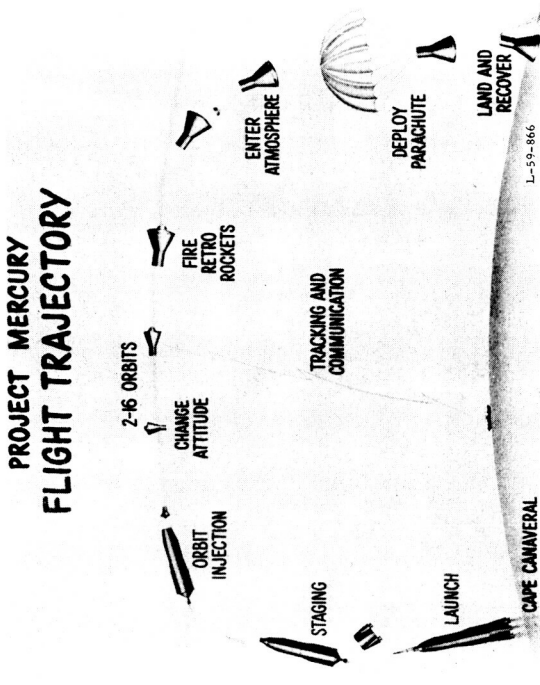 PROJECT MERCURY
FLIGHT TRAJECTORY
2-16 ORBITS
ORBIT
INJECTION
CHANGE
ATTITUDE
FIRE
RETRO
ROCKETS
ENTER
ATMOSPHERE
STAGING
TRACKING AND
COMMUNICATION
DEPLOY
PARACHUTE
LAUNCH
LAND AND
RECOVER
CAPE CANAVERAL
L-59-866